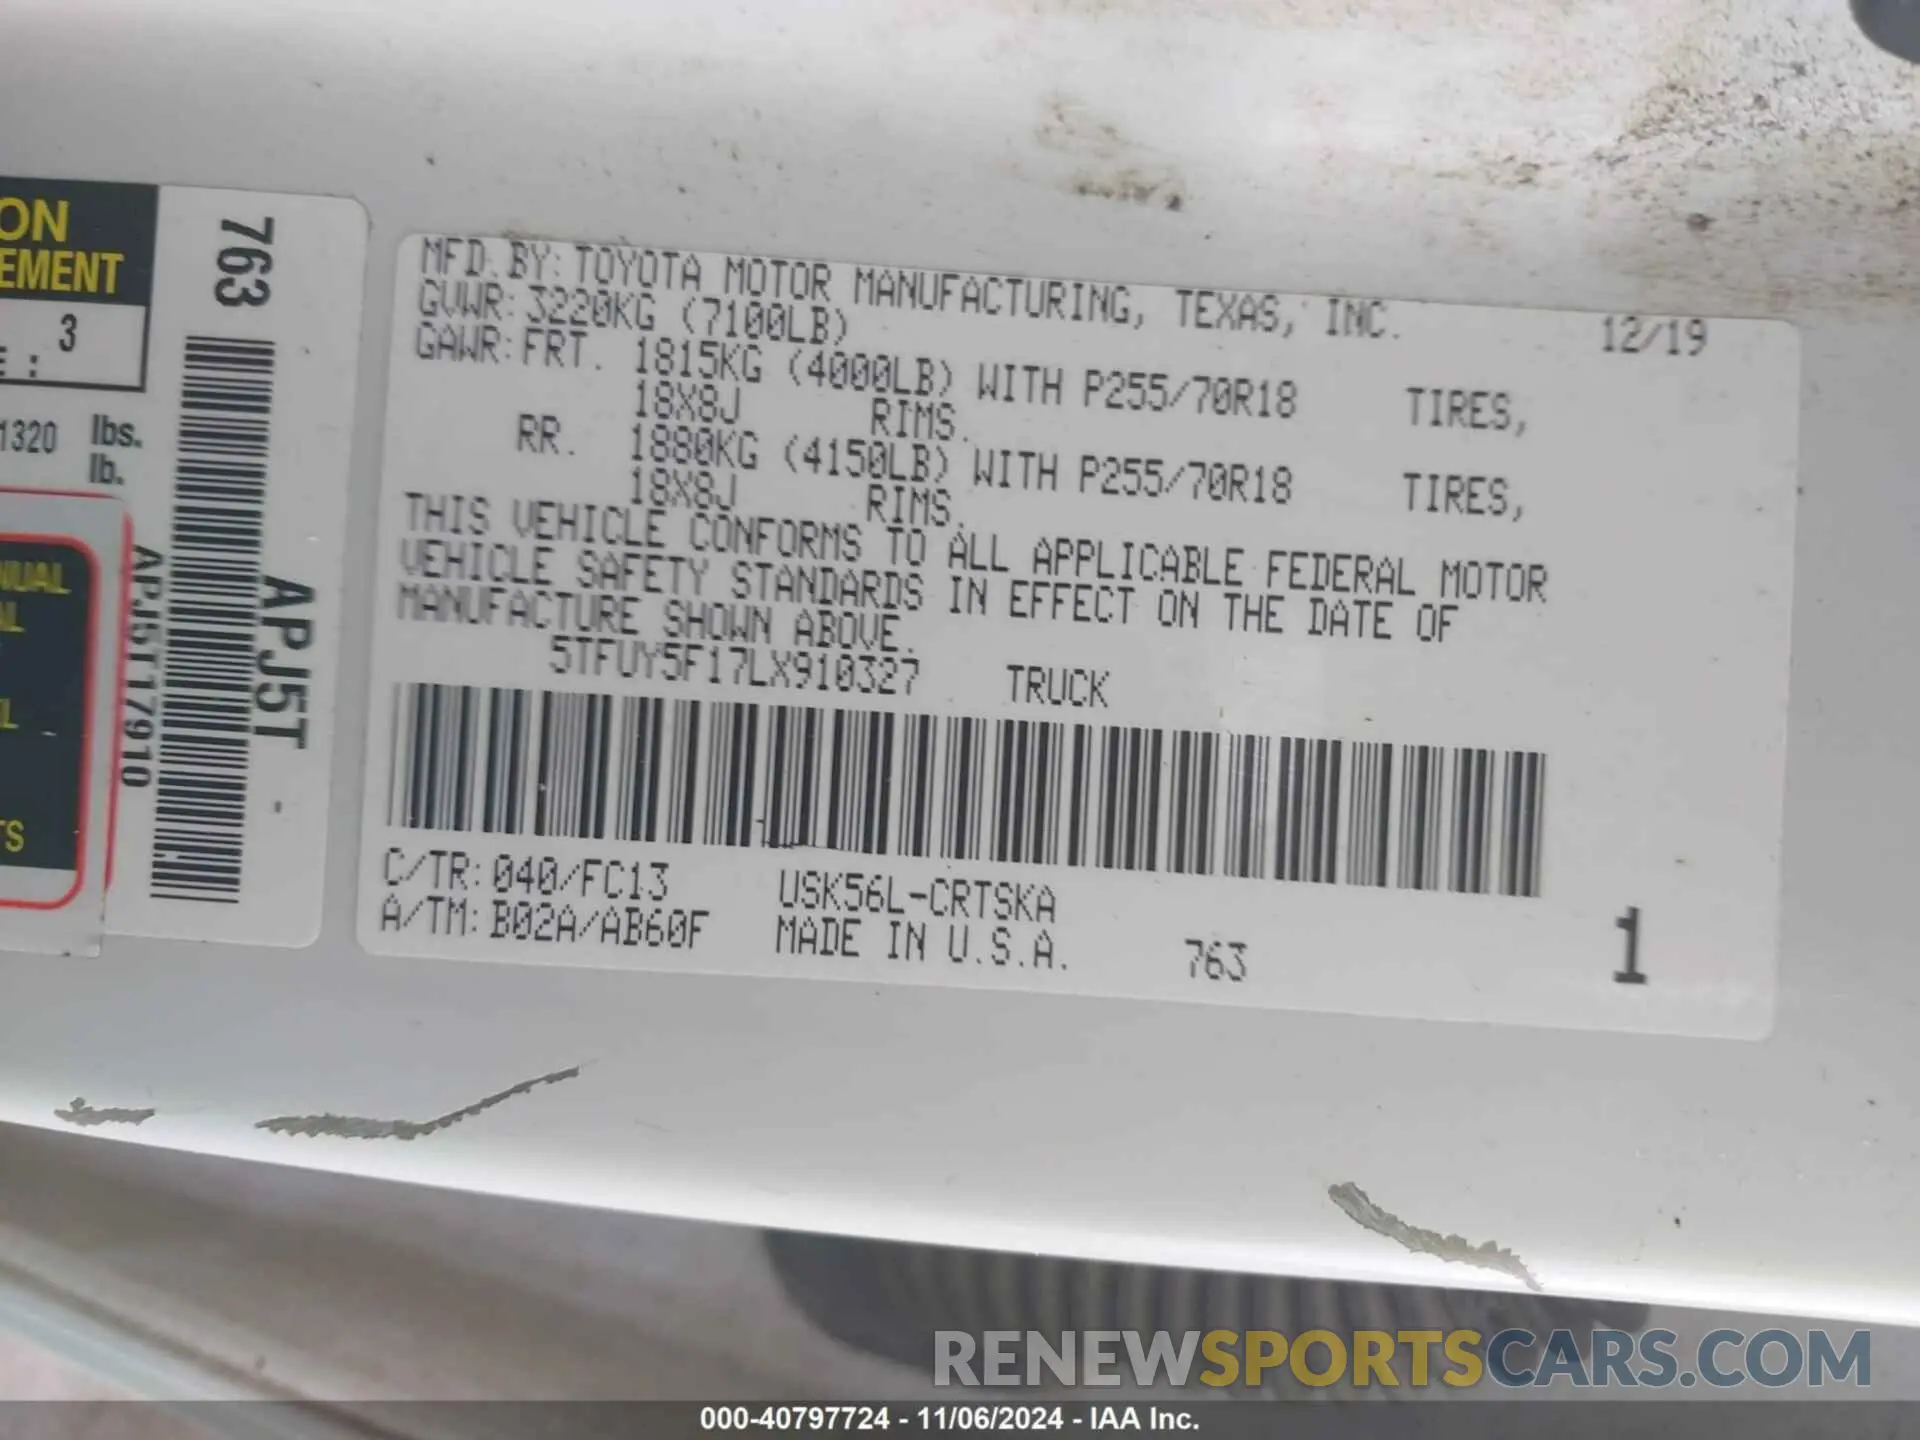 ON
EMENT
3
E :
1320 lbs.
lb.
NUAL
AL
L
TS
763
APJ5T
APJ5T17910
MFD. BY: TOYOTA MOTOR MANUFACTURING, TEXAS, INC. 12/19
GVWR: 3220KG (7100LB)
GAWR: FRT. 1815KG (4000LB) WITH P255/70R18 TIRES,
18X8J RIMS.
RR. 1880KG (4150LB) WITH P255/70R18 TIRES,
18X8J RIMS.
THIS VEHICLE CONFORMS TO ALL APPLICABLE FEDERAL MOTOR
VEHICLE SAFETY STANDARDS IN EFFECT ON THE DATE OF
MANUFACTURE SHOWN ABOVE.
5TFUY5F17LX910327 TRUCK
C/TR: 040/FC13 USK56L-CRTSKA
A/TM: B02A/AB60F MADE IN U.S.A. 763 1
RENEWSPORTSCARS.COM
000-40797724 - 11/06/2024 - IAA Inc.